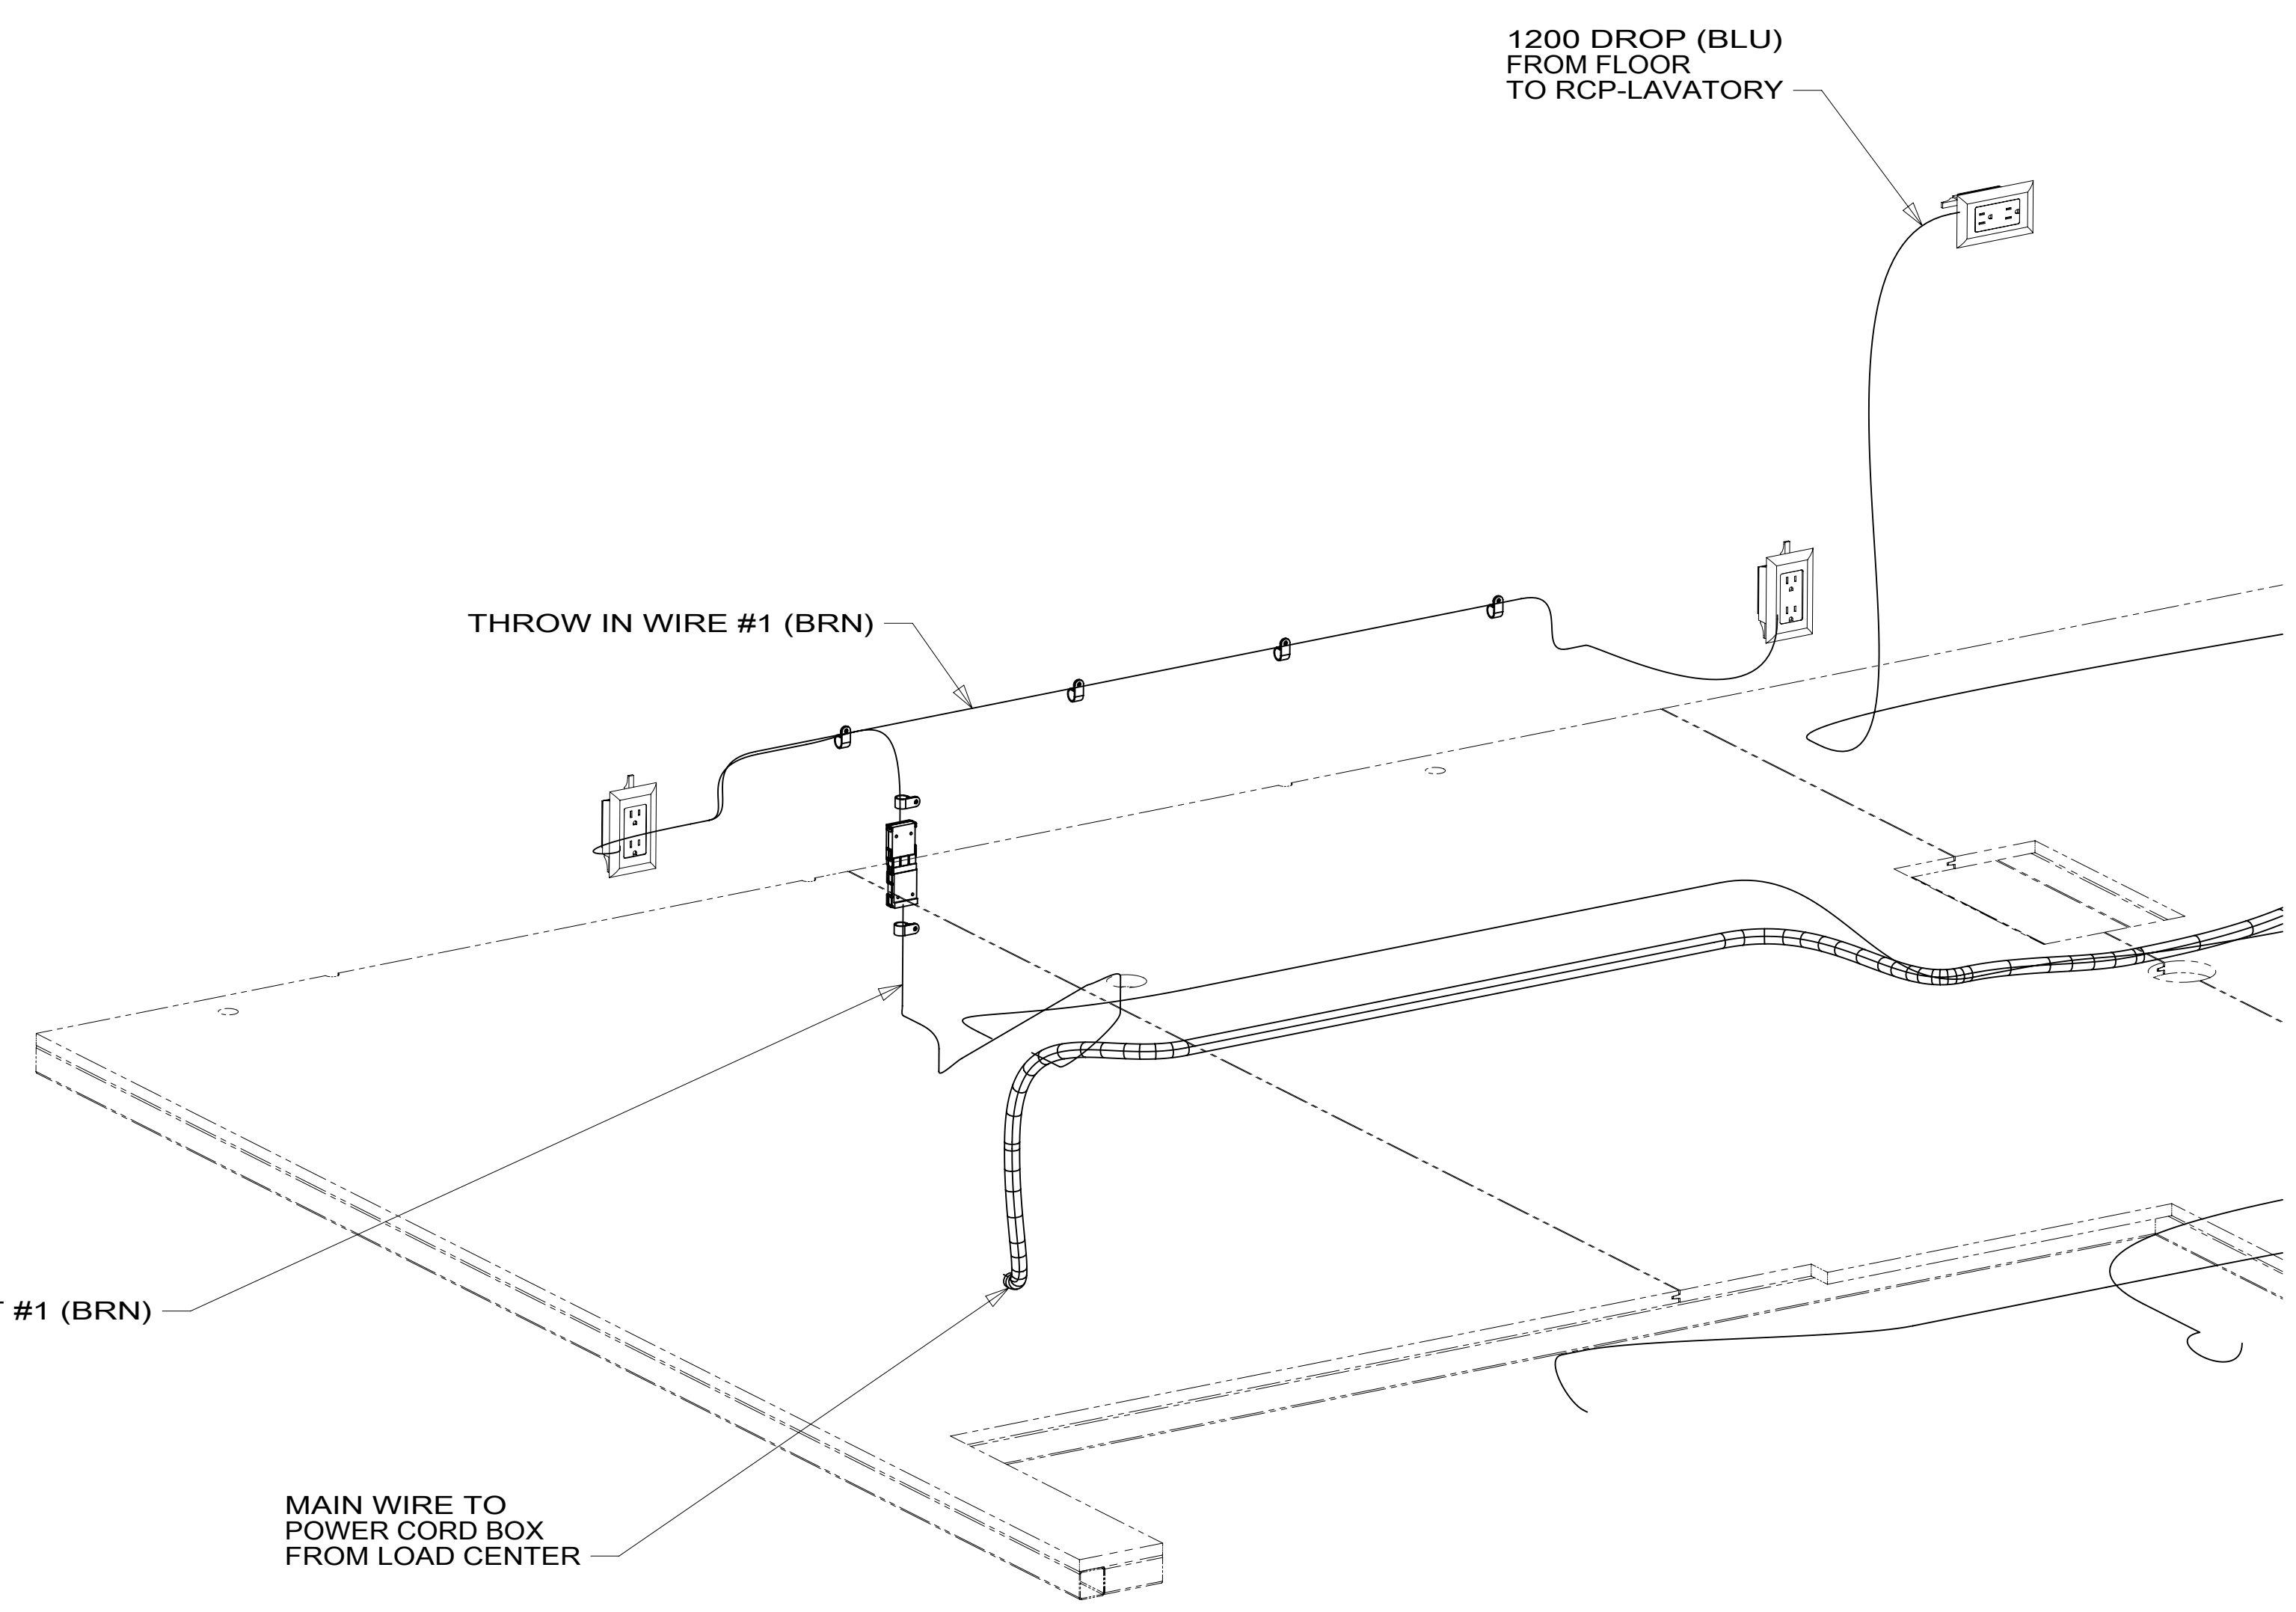 1200 DROP (BLU)
FROM FLOOR
TO RCP-LAVATORY
THROW IN WIRE #1 (BRN)
#1 (BRN)
MAIN WIRE TO
POWER CORD BOX
FROM LOAD CENTER